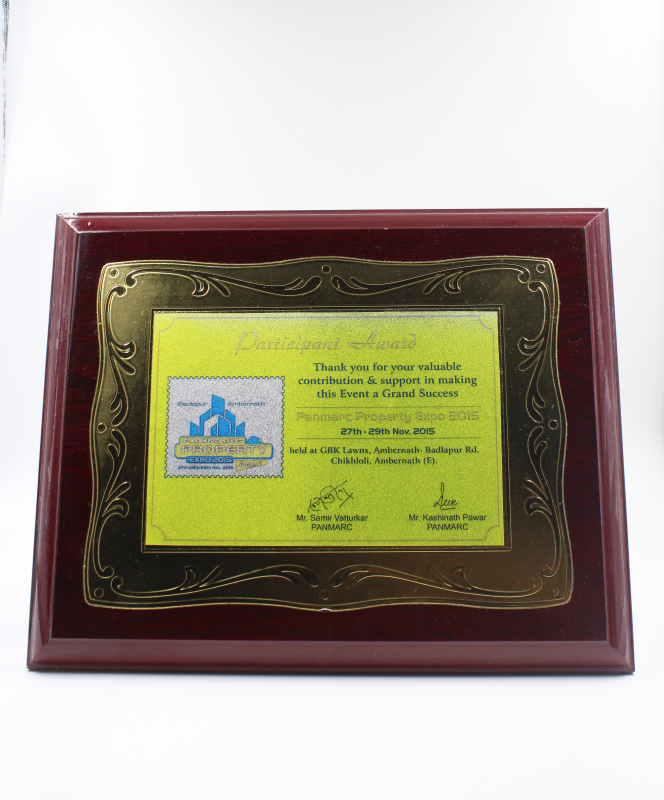 Participant Award
Thank you for your valuable
contribution & support in making
this Event a Grand Success
Panmarc Property Expo 2015
27th - 29th Nov. 2015
held at GBK Lawns, Ambernath- Badlapur Rd.
Chikhloli, Ambernath (E).
Badlapur Ambernath
PANMARC
PROPERTY
EXPO 2015
Mr. Samir Vatturkar
PANMARC
Mr. Kashinath Pawar
PANMARC